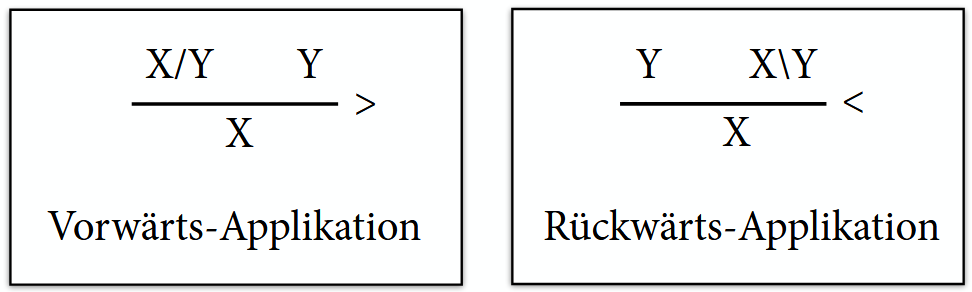 X/Y Y >
X
Vorwärts-Applikation
Y X\Y <
X
Rückwärts-Applikation